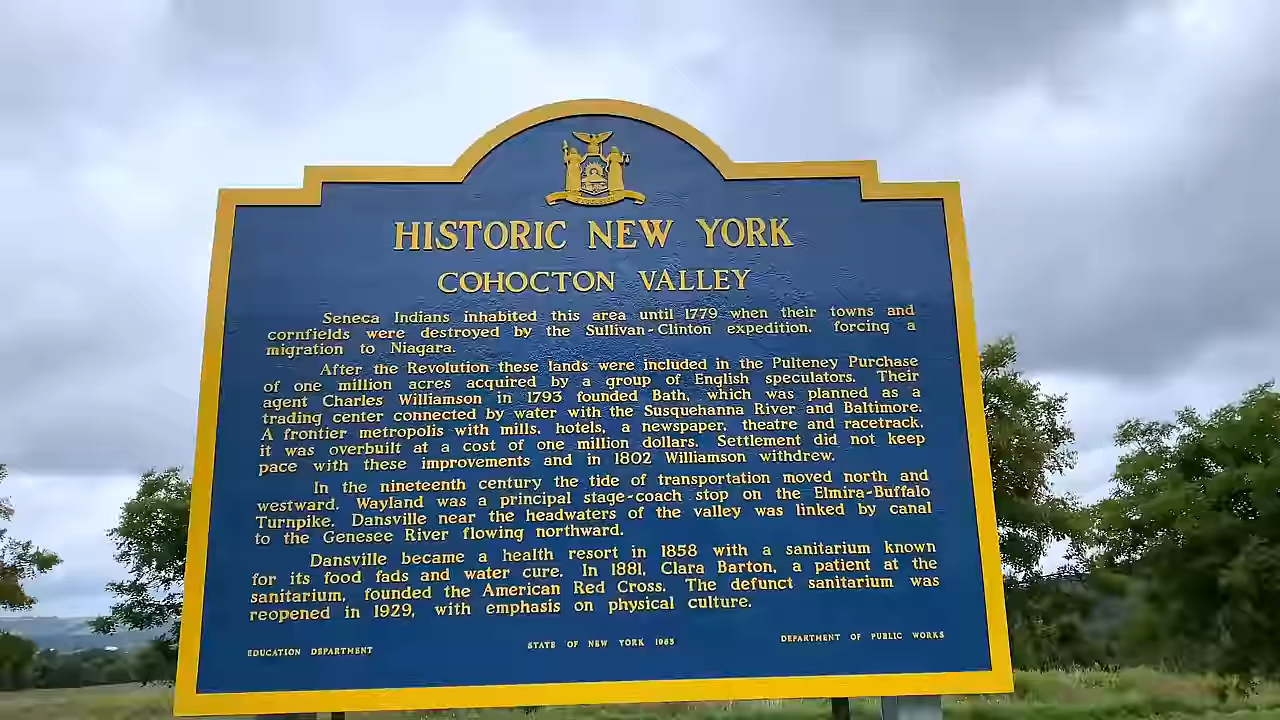 HISTORIC NEW YORK
COHOCTON VALLEY
Seneca Indians inhabited this area until 1779 when their towns and
cornfields were destroyed by the Sullivan-Clinton expedition, forcing a
migration to Niagara.
After the Revolution these lands were included in the Pulteney Purchase
of one million acres acquired by a group of English speculators. Their
agent Charles Williamson in 1793 founded Bath, which was planned as a
trading center connected by water with the Susquehanna River and Baltimore.
A frontier metropolis with mills, hotels, a newspaper, theatre and racetrack,
it was overbuilt at a cost of one million dollars. Settlement did not keep
pace with these improvements and in 1802 Williamson withdrew.
In the nineteenth century the tide of transportation moved north and
westward. Wayland was a principal stage-coach stop on the Elmira-Buffalo
Turnpike. Dansville near the headwaters of the valley was linked by canal
to the Genesee River flowing northward.
Dansville became a health resort in 1858 with a sanitarium known
for its food fads and water cure. In 1881, Clara Barton, a patient at the
sanitarium, founded the American Red Cross. The defunct sanitarium was
reopened in 1929, with emphasis on physical culture.
EDUCATION DEPARTMENT STATE OF NEW YORK 1963 DEPARTMENT OF PUBLIC WORKS